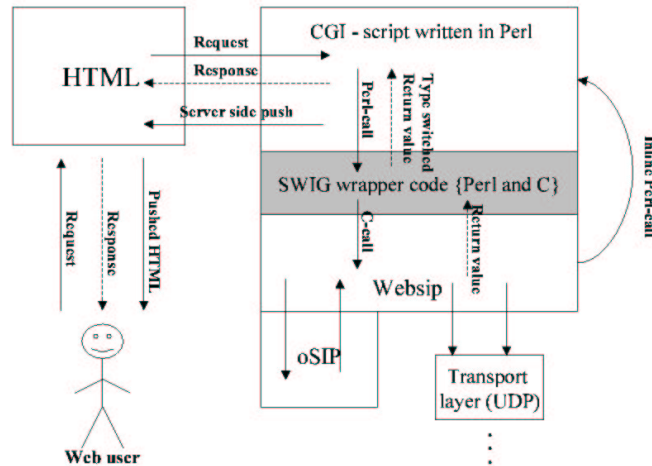 CGI - script written in Perl
Request
HTML
Response
Server side push
Perl-call
Type switched
Return value
Inline Perl-call
SWIG wrapper code {Perl and C}
C-call
Return value
Request
Response
Pushed HTML
Websip
oSIP
Transport
layer (UDP)
Web user